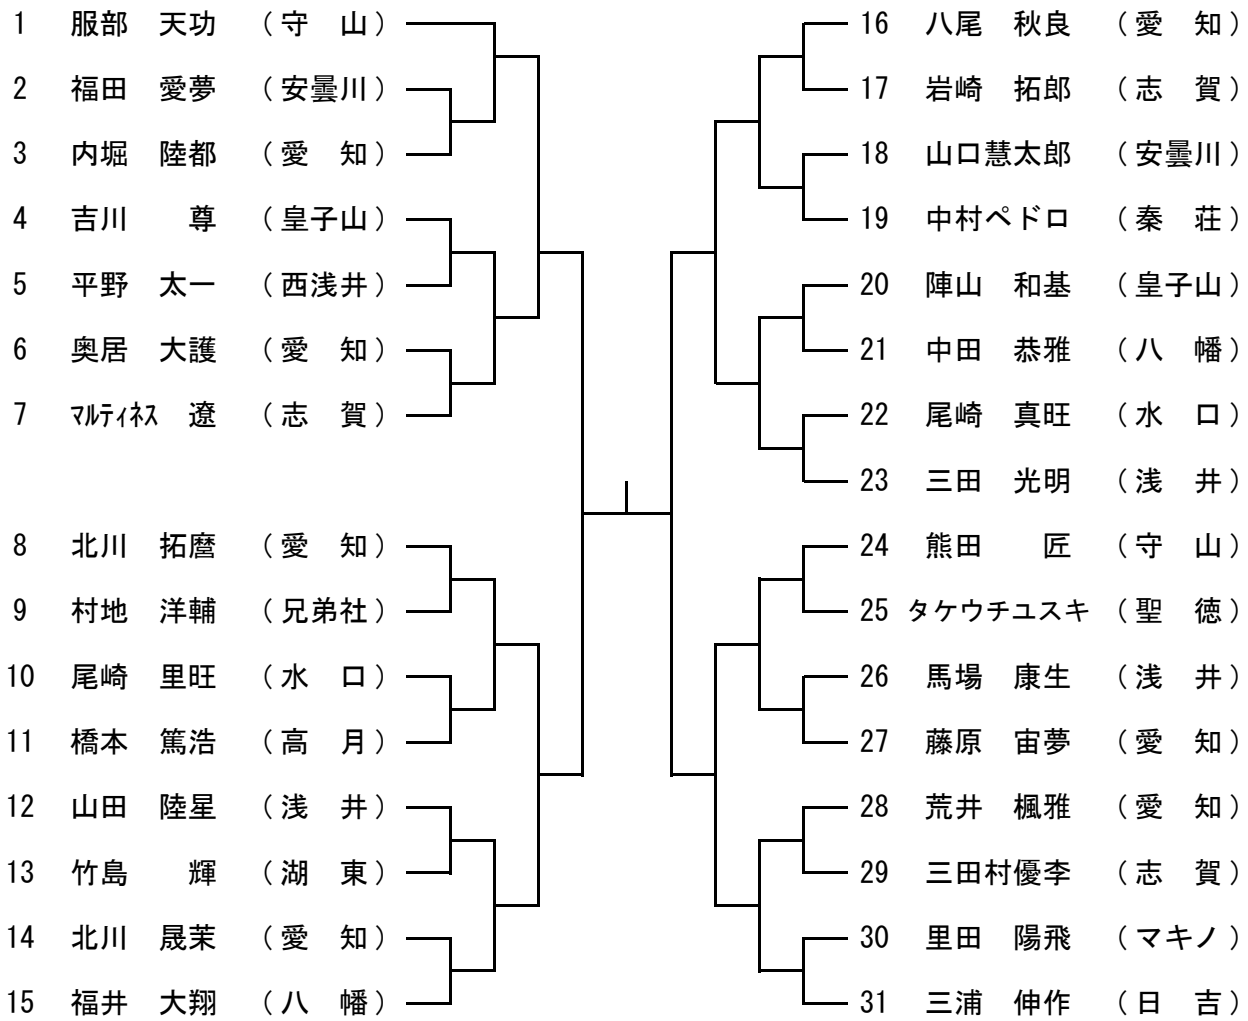 1 服部 天功 (守 山)
2 福田 愛夢 (安曇川)
3 内堀 陸都 (愛 知)
4 吉川 尊 (皇子山)
5 平野 太一 (西浅井)
6 奥居 大護 (愛 知)
7 ﾏﾙﾃｨﾈｽ 遼 (志 賀)
8 北川 拓麿 (愛 知)
9 村地 洋輔 (兄弟社)
10 尾崎 里旺 (水 口)
11 橋本 篤浩 (高 月)
12 山田 陸星 (浅 井)
13 竹島 輝 (湖 東)
14 北川 晟茉 (愛 知)
15 福井 大翔 (八 幡)
16 八尾 秋良 (愛 知)
17 岩崎 拓郎 (志 賀)
18 山口慧太郎 (安曇川)
19 中村ペドロ (秦 荘)
20 陣山 和基 (皇子山)
21 中田 恭雅 (八 幡)
22 尾崎 真旺 (水 口)
23 三田 光明 (浅 井)
24 熊田 匠 (守 山)
25 タケウチユスキ (聖 徳)
26 馬場 康生 (浅 井)
27 藤原 宙夢 (愛 知)
28 荒井 楓雅 (愛 知)
29 三田村優李 (志 賀)
30 里田 陽飛 (マキノ)
31 三浦 伸作 (日 吉)